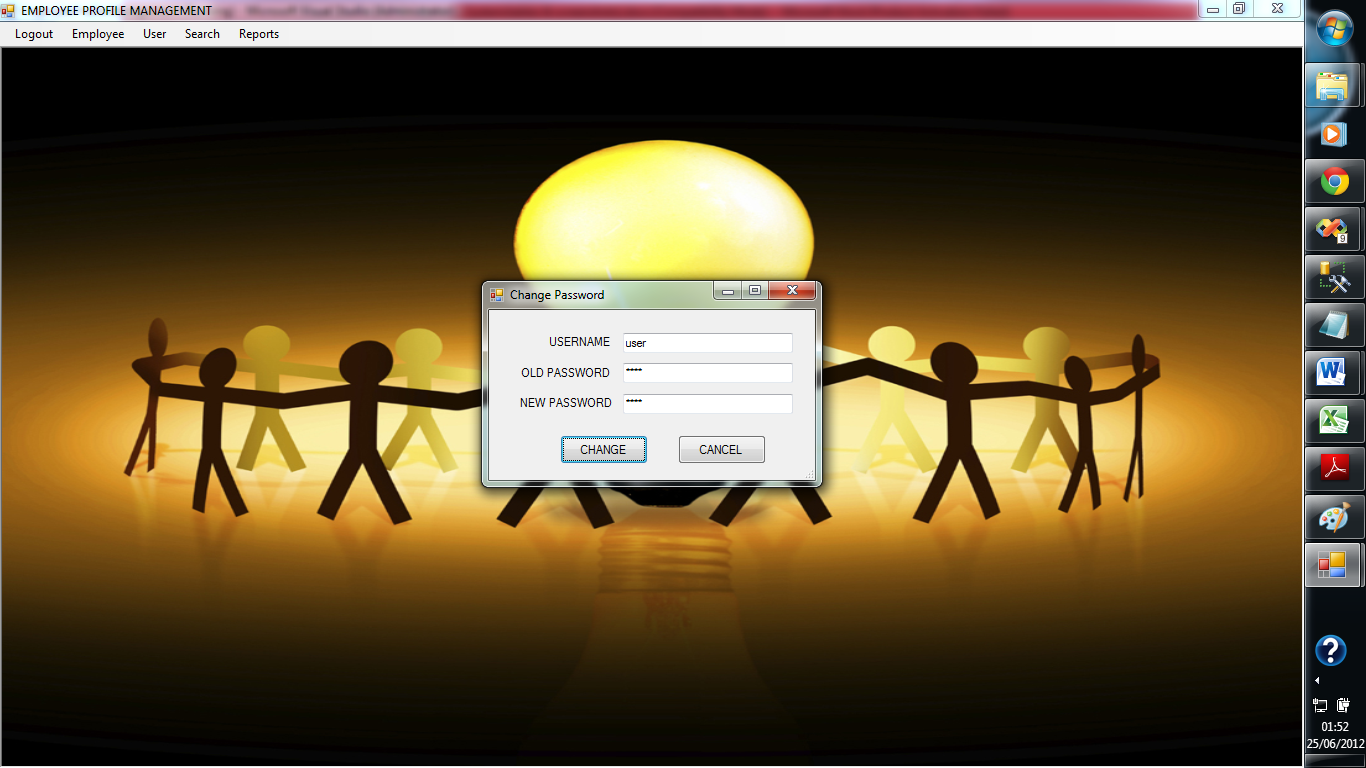 EMPLOYEE PROFILE MANAGEMENT
Logout Employee User Search Reports
Change Password
USERNAME user
OLD PASSWORD ****
NEW PASSWORD ****
CHANGE CANCEL
9
01:52
25/06/2012